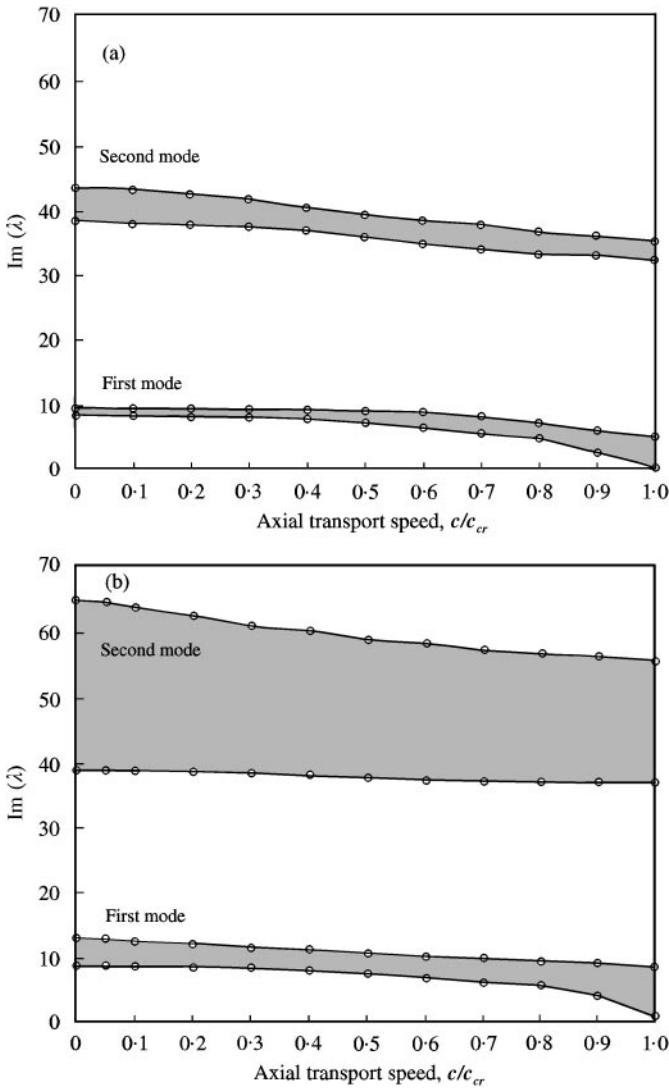 70
(a)
60
50
Second mode
40
Im (λ)
30
20
First mode
10
0
0 0·1 0·2 0·3 0·4 0·5 0·6 0·7 0·8 0·9 1·0
Axial transport speed, c/c_cr
70
(b)
60
Second mode
50
40
Im (λ)
30
20
First mode
10
0
0 0·1 0·2 0·3 0·4 0·5 0·6 0·7 0·8 0·9 1·0
Axial transport speed, c/c_cr